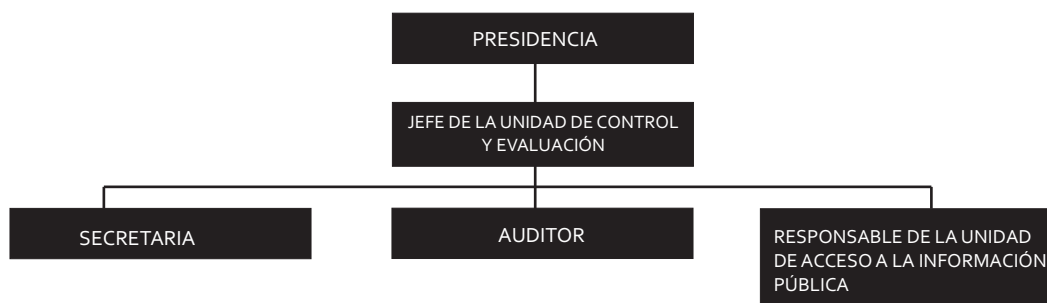 PRESIDENCIA
JEFE DE LA UNIDAD DE CONTROL
Y EVALUACIÓN
SECRETARIA
AUDITOR
RESPONSABLE DE LA UNIDAD
DE ACCESO A LA INFORMACIÓN
PÚBLICA